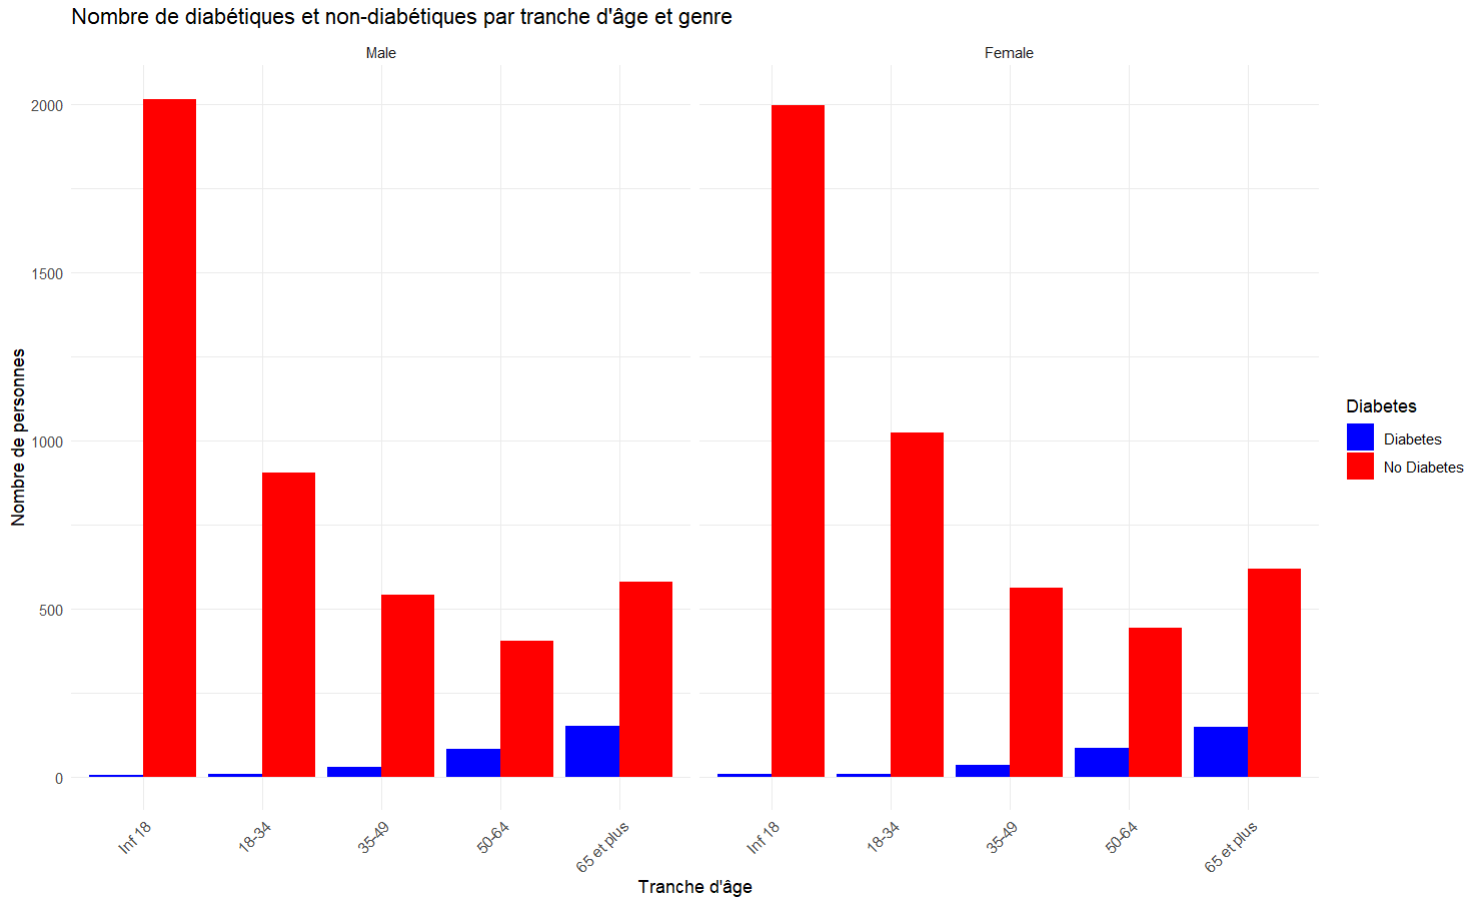 Nombre de diabétiques et non-diabétiques par tranche d'âge et genre
Male
Female
Nombre de personnes
2000
1500
1000
500
0
Inf 18
18-34
35-49
50-64
65 et plus
Inf 18
18-34
35-49
50-64
65 et plus
Tranche d'âge
Diabetes
Diabetes
No Diabetes